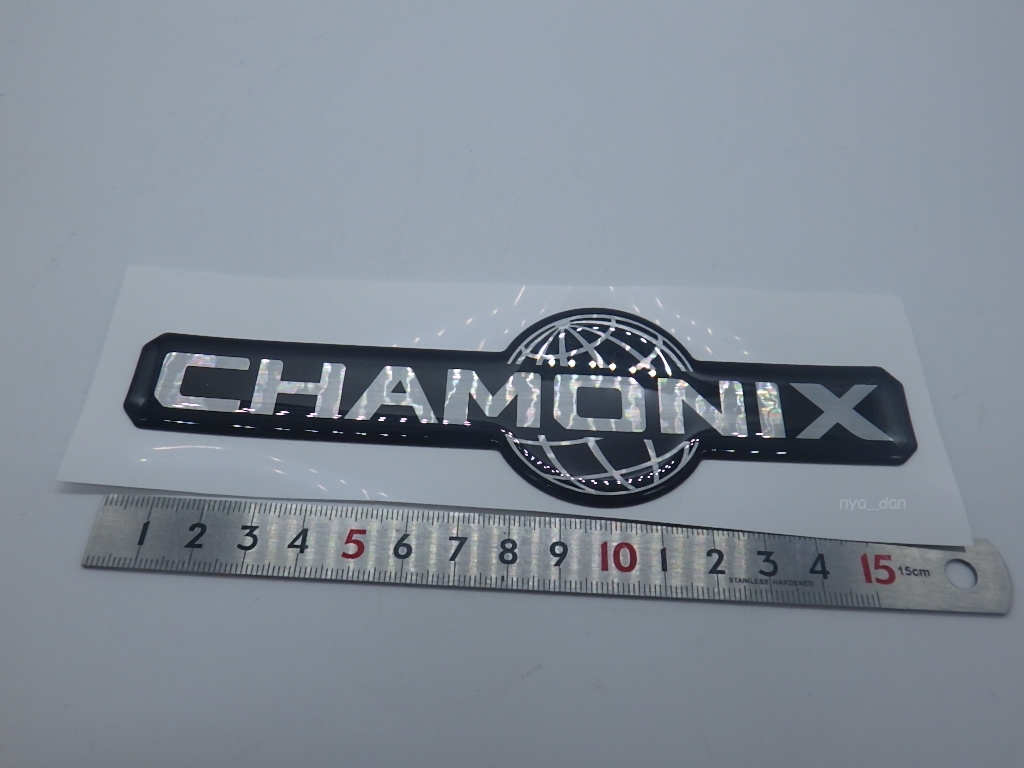 CHAMONIX
nya_dan
1 2 3 4 5 6 7 8 9 10 1 2 3 4 15 15cm
STAINLESS HARDENED